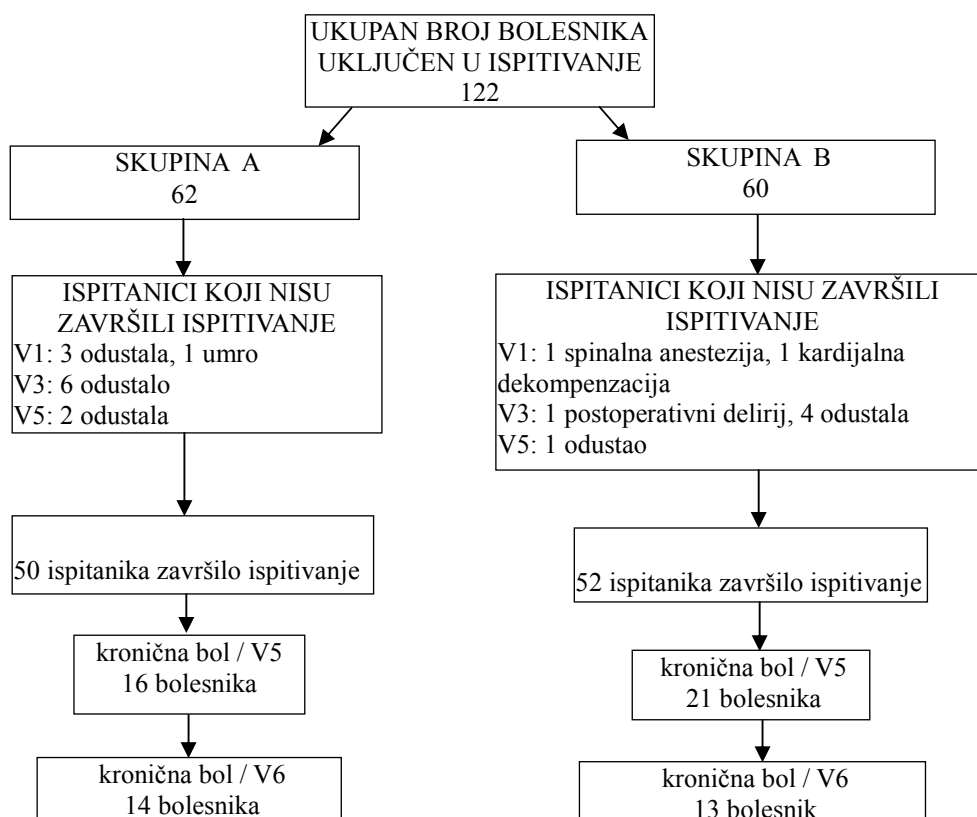 UKUPAN BROJ BOLESNIKA
UKLJUČEN U ISPITIVANJE
122
SKUPINA A
62
SKUPINA B
60
ISPITANICI KOJI NISU
ZAVRŠILI ISPITIVANJE
V1: 3 odustala, 1 umro
V3: 6 odustalo
V5: 2 odustala
ISPITANICI KOJI NISU ZAVRŠILI
ISPITIVANJE
V1: 1 spinalna anestezija, 1 kardijalna
dekompenzacija
V3: 1 postoperativni delirij, 4 odustala
V5: 1 odustao
50 ispitanika završilo ispitivanje
52 ispitanika završilo ispitivanje
kronična bol / V5
16 bolesnika
kronična bol / V5
21 bolesnika
kronična bol / V6
14 bolesnika
kronična bol / V6
13 bolesnik